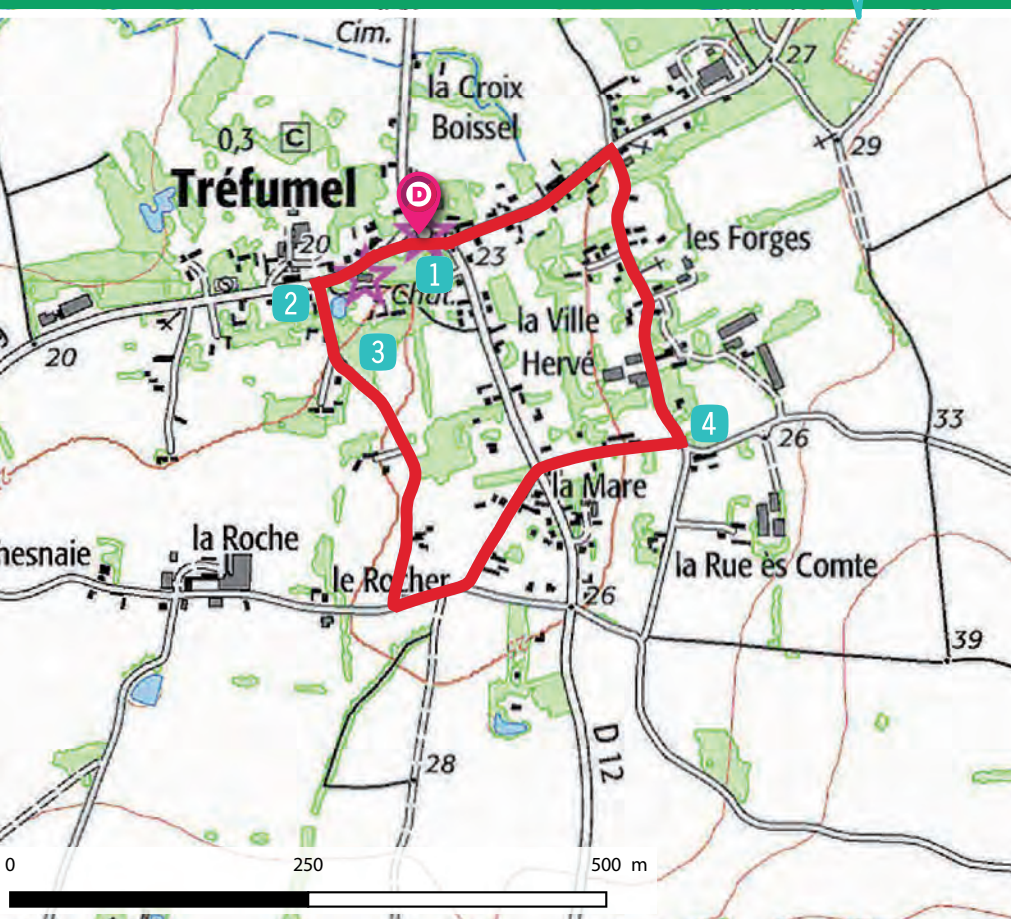 Cim.
la Croix
Boissel
27
0,3 C
29
Tréfumel
D
20
23
les Forges
1
2
Chât.
la Ville
Hervé
3
20
4
33
26
la Mare
la Roche
hesnaie
le Rocher
la Rue ès Comte
26
39
D 12
28
0 250 500 m